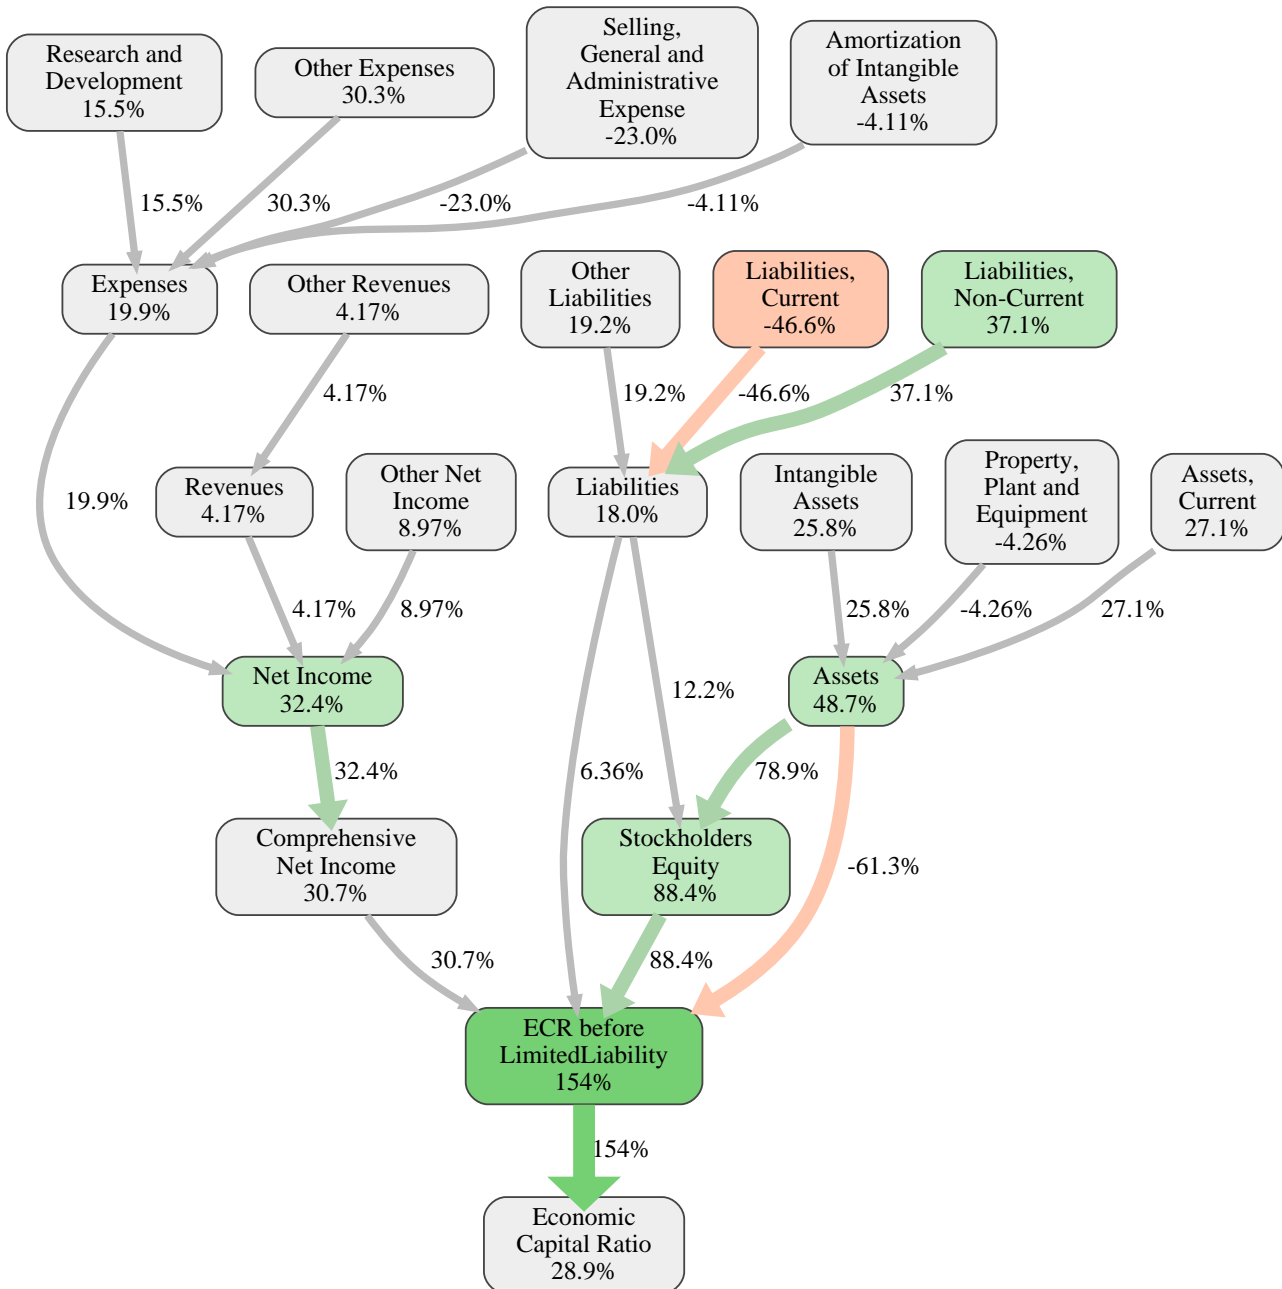 Research and
Development
15.5%
Other Expenses
30.3%
Selling,
General and
Administrative
Expense
-23.0%
Amortization
of Intangible
Assets
-4.11%
15.5%
30.3%
-23.0%
-4.11%
Expenses
19.9%
Other Revenues
4.17%
Other
Liabilities
19.2%
Liabilities,
Current
-46.6%
Liabilities,
Non-Current
37.1%
4.17%
19.2%
-46.6%
37.1%
19.9%
Revenues
4.17%
Other Net
Income
8.97%
Liabilities
18.0%
Intangible
Assets
25.8%
Property,
Plant and
Equipment
-4.26%
Assets,
Current
27.1%
4.17%
8.97%
25.8%
-4.26%
27.1%
Net Income
32.4%
12.2%
Assets
48.7%
32.4%
6.36%
78.9%
Comprehensive
Net Income
30.7%
Stockholders
Equity
88.4%
-61.3%
30.7%
88.4%
ECR before
LimitedLiability
154%
154%
Economic
Capital Ratio
28.9%